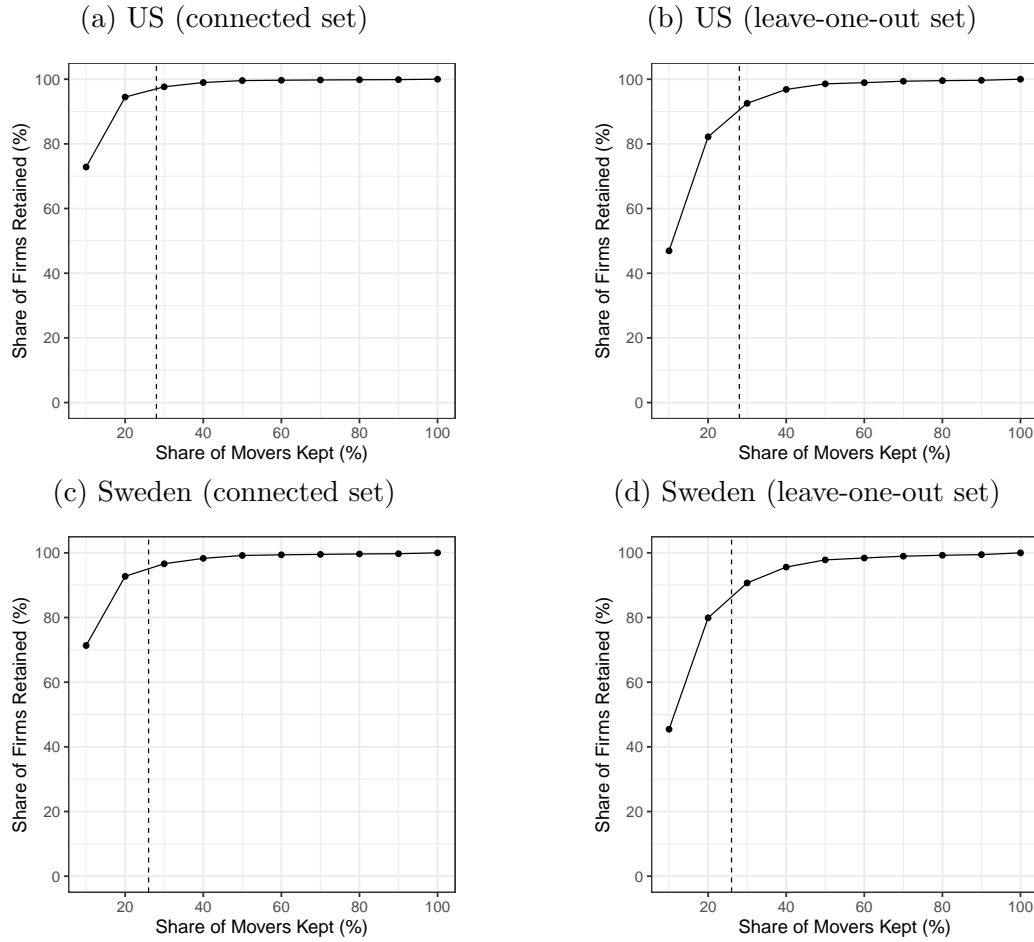 (a) US (connected set)
(b) US (leave-one-out set)
100
80
60
40
20
0
Share of Firms Retained (%)
20 40 60 80 100
Share of Movers Kept (%)
100
80
60
40
20
0
Share of Firms Retained (%)
20 40 60 80 100
Share of Movers Kept (%)
(c) Sweden (connected set)
(d) Sweden (leave-one-out set)
100
80
60
40
20
0
Share of Firms Retained (%)
20 40 60 80 100
Share of Movers Kept (%)
100
80
60
40
20
0
Share of Firms Retained (%)
20 40 60 80 100
Share of Movers Kept (%)